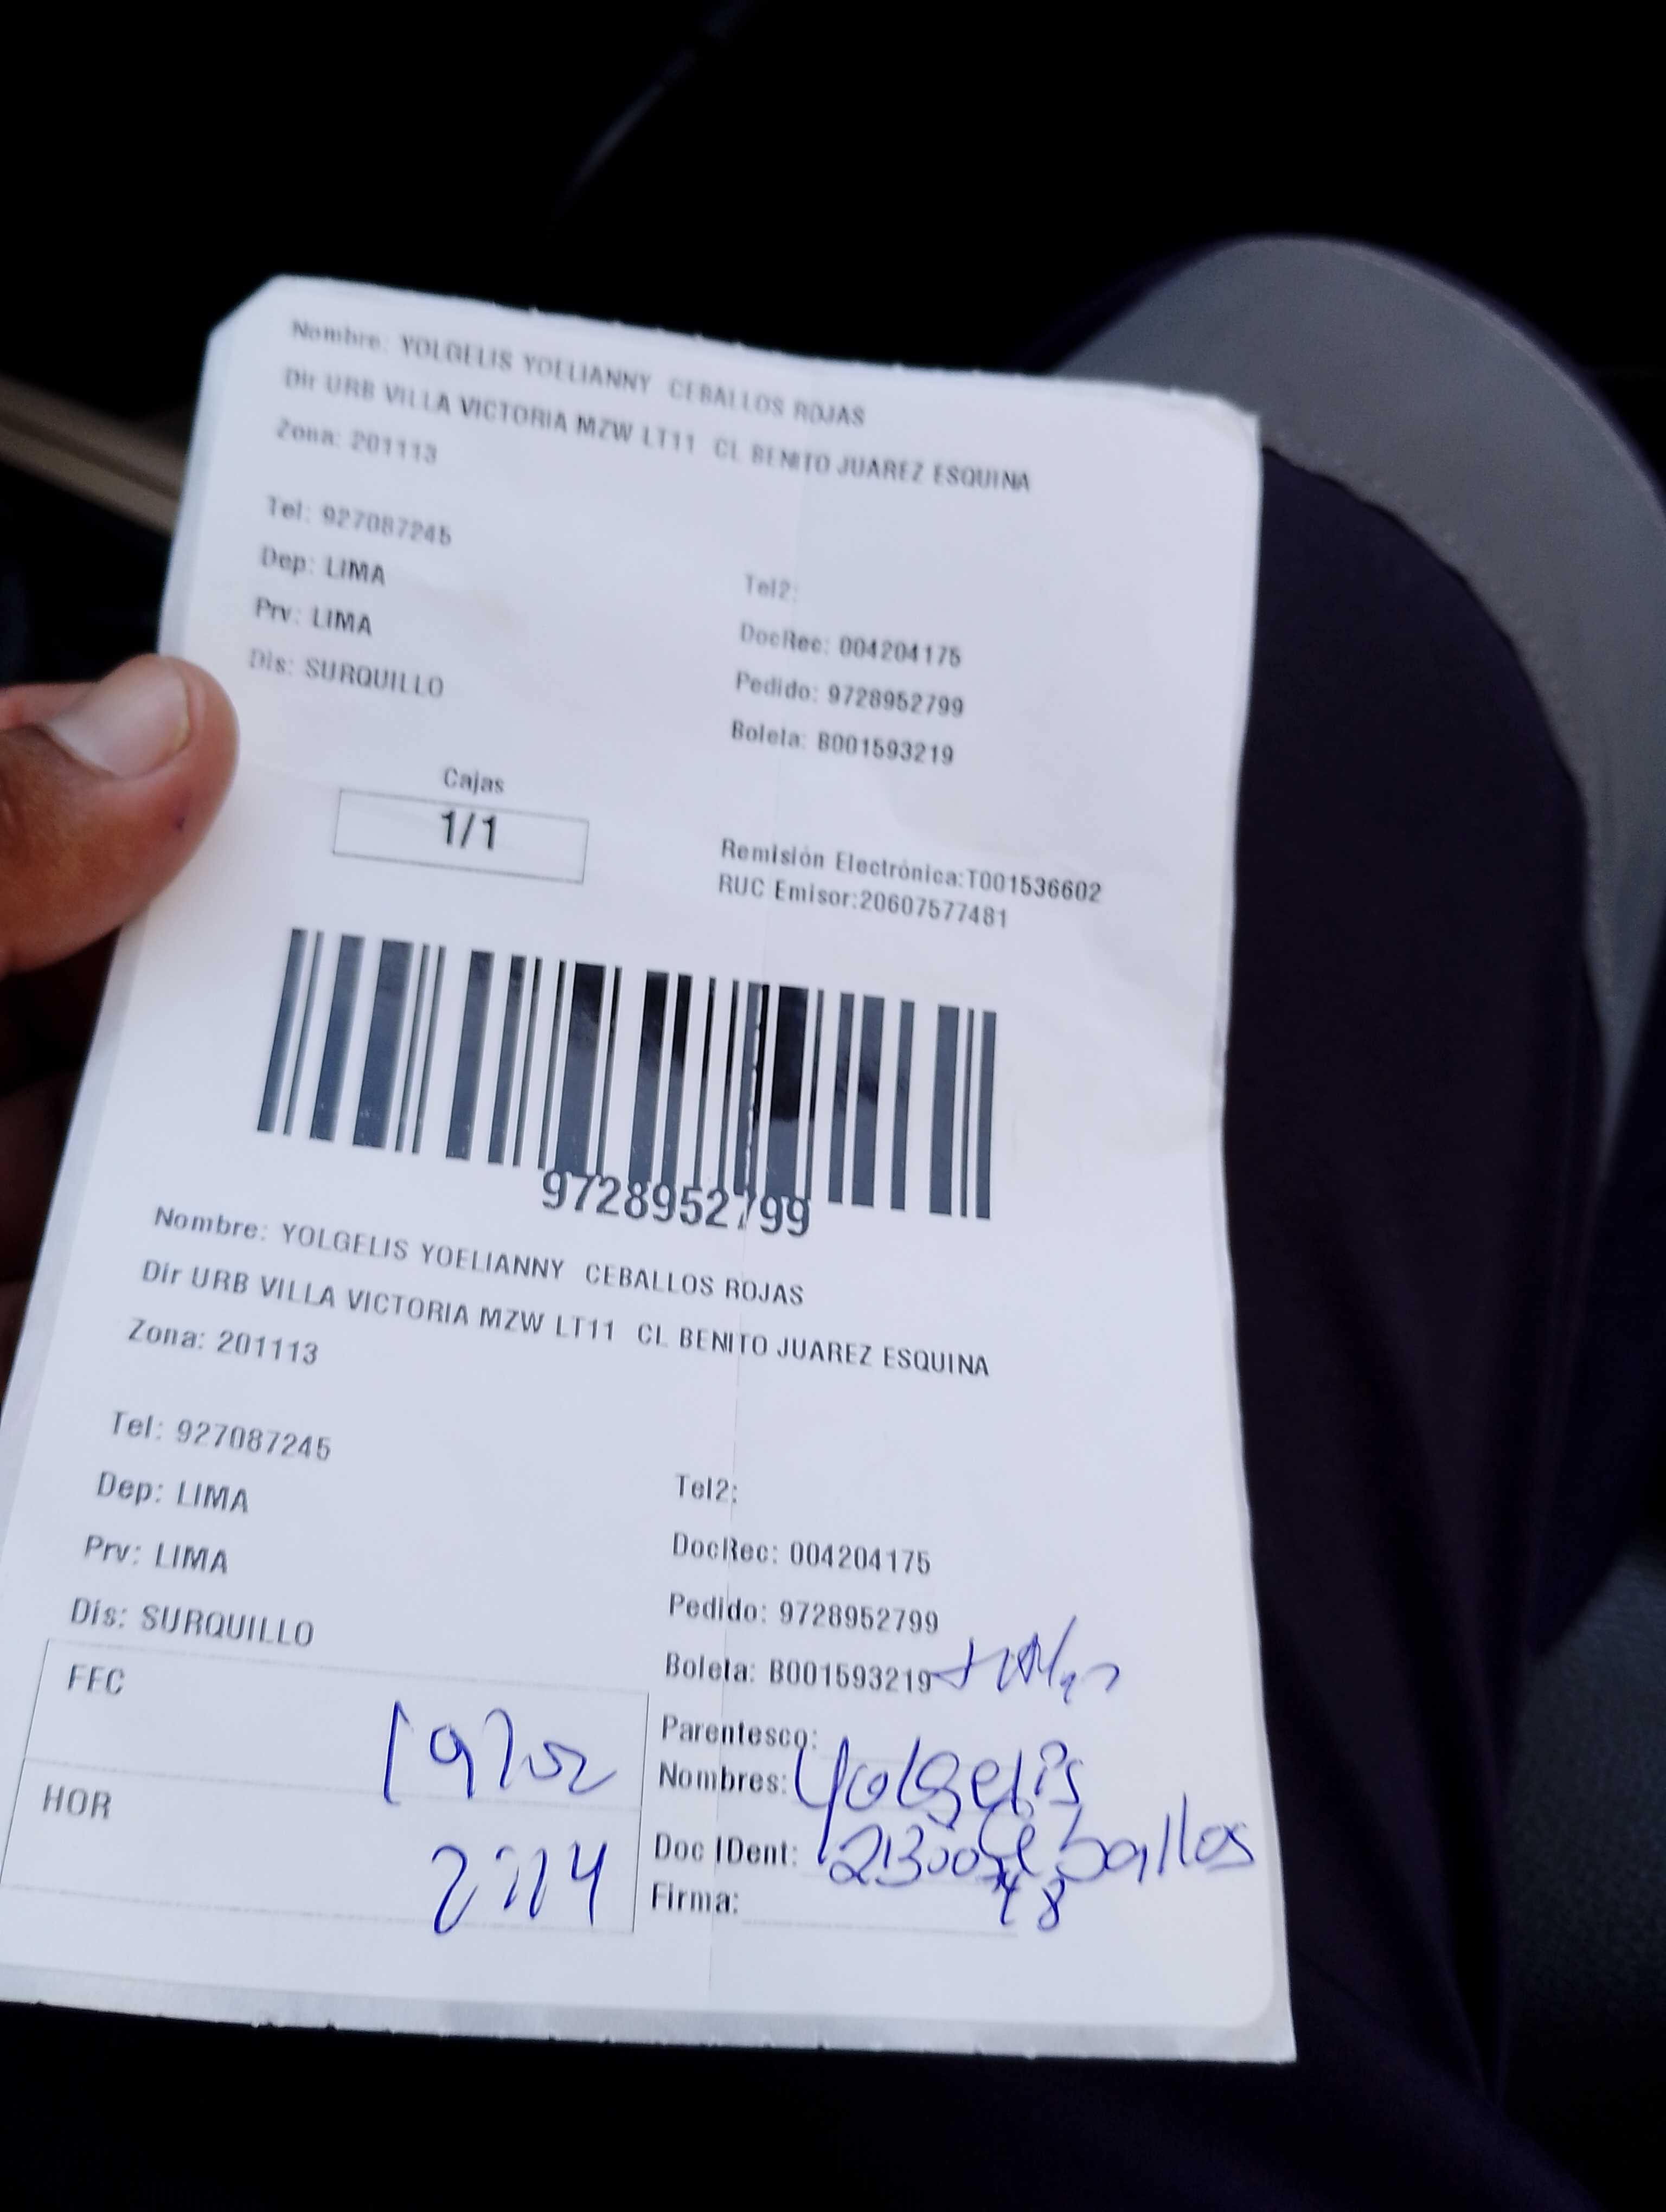 Nombre: YOLGELIS YOELIANNY CEBALLOS ROJAS
Dir URB VILLA VICTORIA MZW LT11 CL BENITO JUAREZ ESQUINA
Zona: 201113
Tel: 927087245
Tel2:
Dep: LIMA
DocRec: 004204175
Prv: LIMA
Pedido: 9728952799
Dis: SURQUILLO
Boleta: B001593219
Cajas
1/1
Remisión Electrónica:T001536602
RUC Emisor:20607577481
9728952799
Nombre: YOLGELIS YOELIANNY CEBALLOS ROJAS
Dir URB VILLA VICTORIA MZW LT11 CL BENITO JUAREZ ESQUINA
Zona: 201113
Tel: 927087245
Tel2:
Dep: LIMA
DocRec: 004204175
Prv: LIMA
Pedido: 9728952799
Dis: SURQUILLO
Boleta: B001593219
FEC
Parentesco:
Nombres: Yolgelis
Ceballos
HOR
Doc IDent:
Firma: